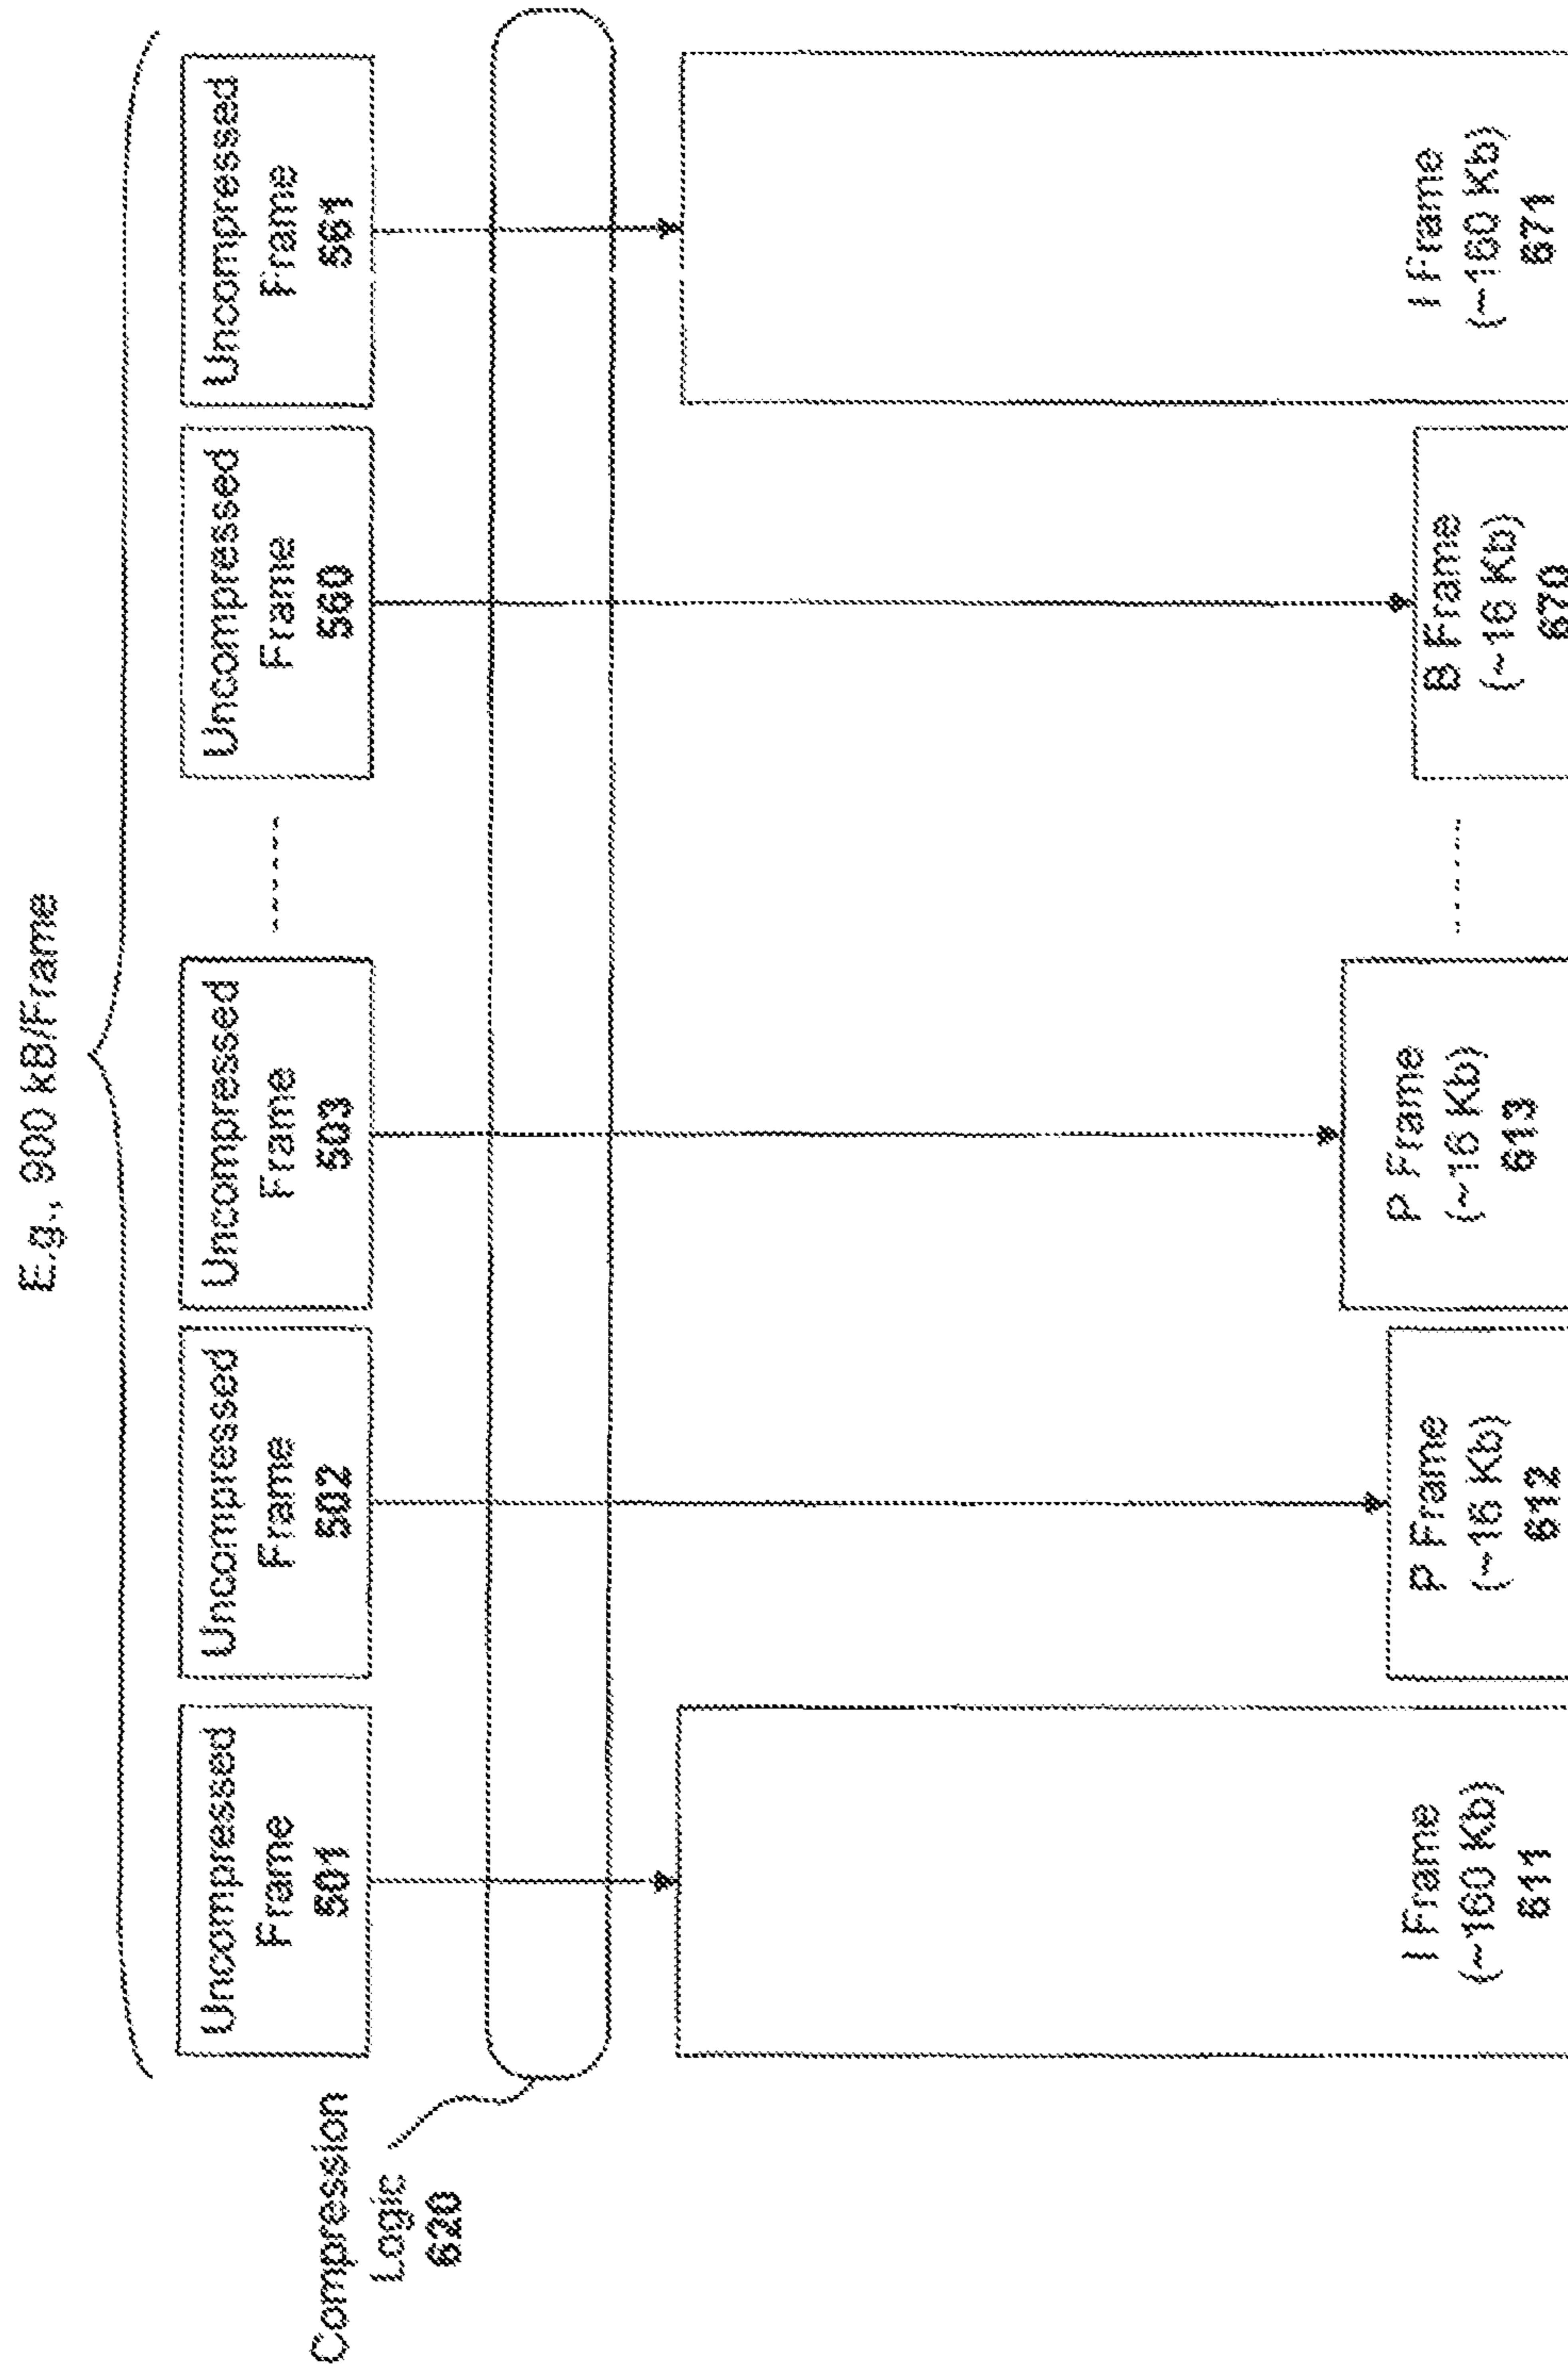 E.g., 900 kB/Frame
Uncompressed
Frame
501
Uncompressed
Frame
502
Uncompressed
Frame
503
Uncompressed
Frame
560
Uncompressed
Frame
561
Compression
Logic
620
I Frame
(~160 Kb)
611
P Frame
(~16 Kb)
612
P Frame
(~16 Kb)
613
B Frame
(~16 Kb)
670
I Frame
(~160 Kb)
671